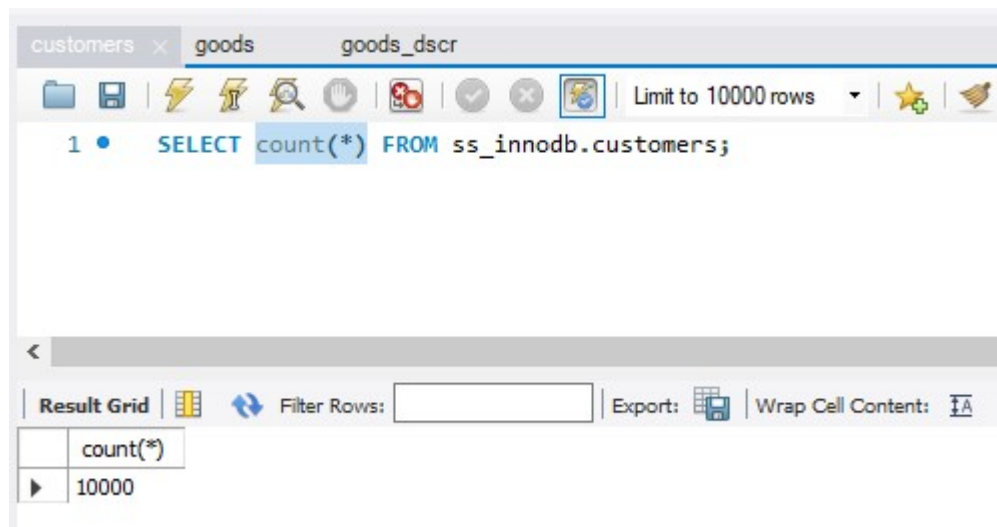 customers × goods goods_dscr
Limit to 10000 rows
1 SELECT count(*) FROM ss_innodb.customers;
Result Grid Filter Rows: Export: Wrap Cell Content: IA
count(*)
10000